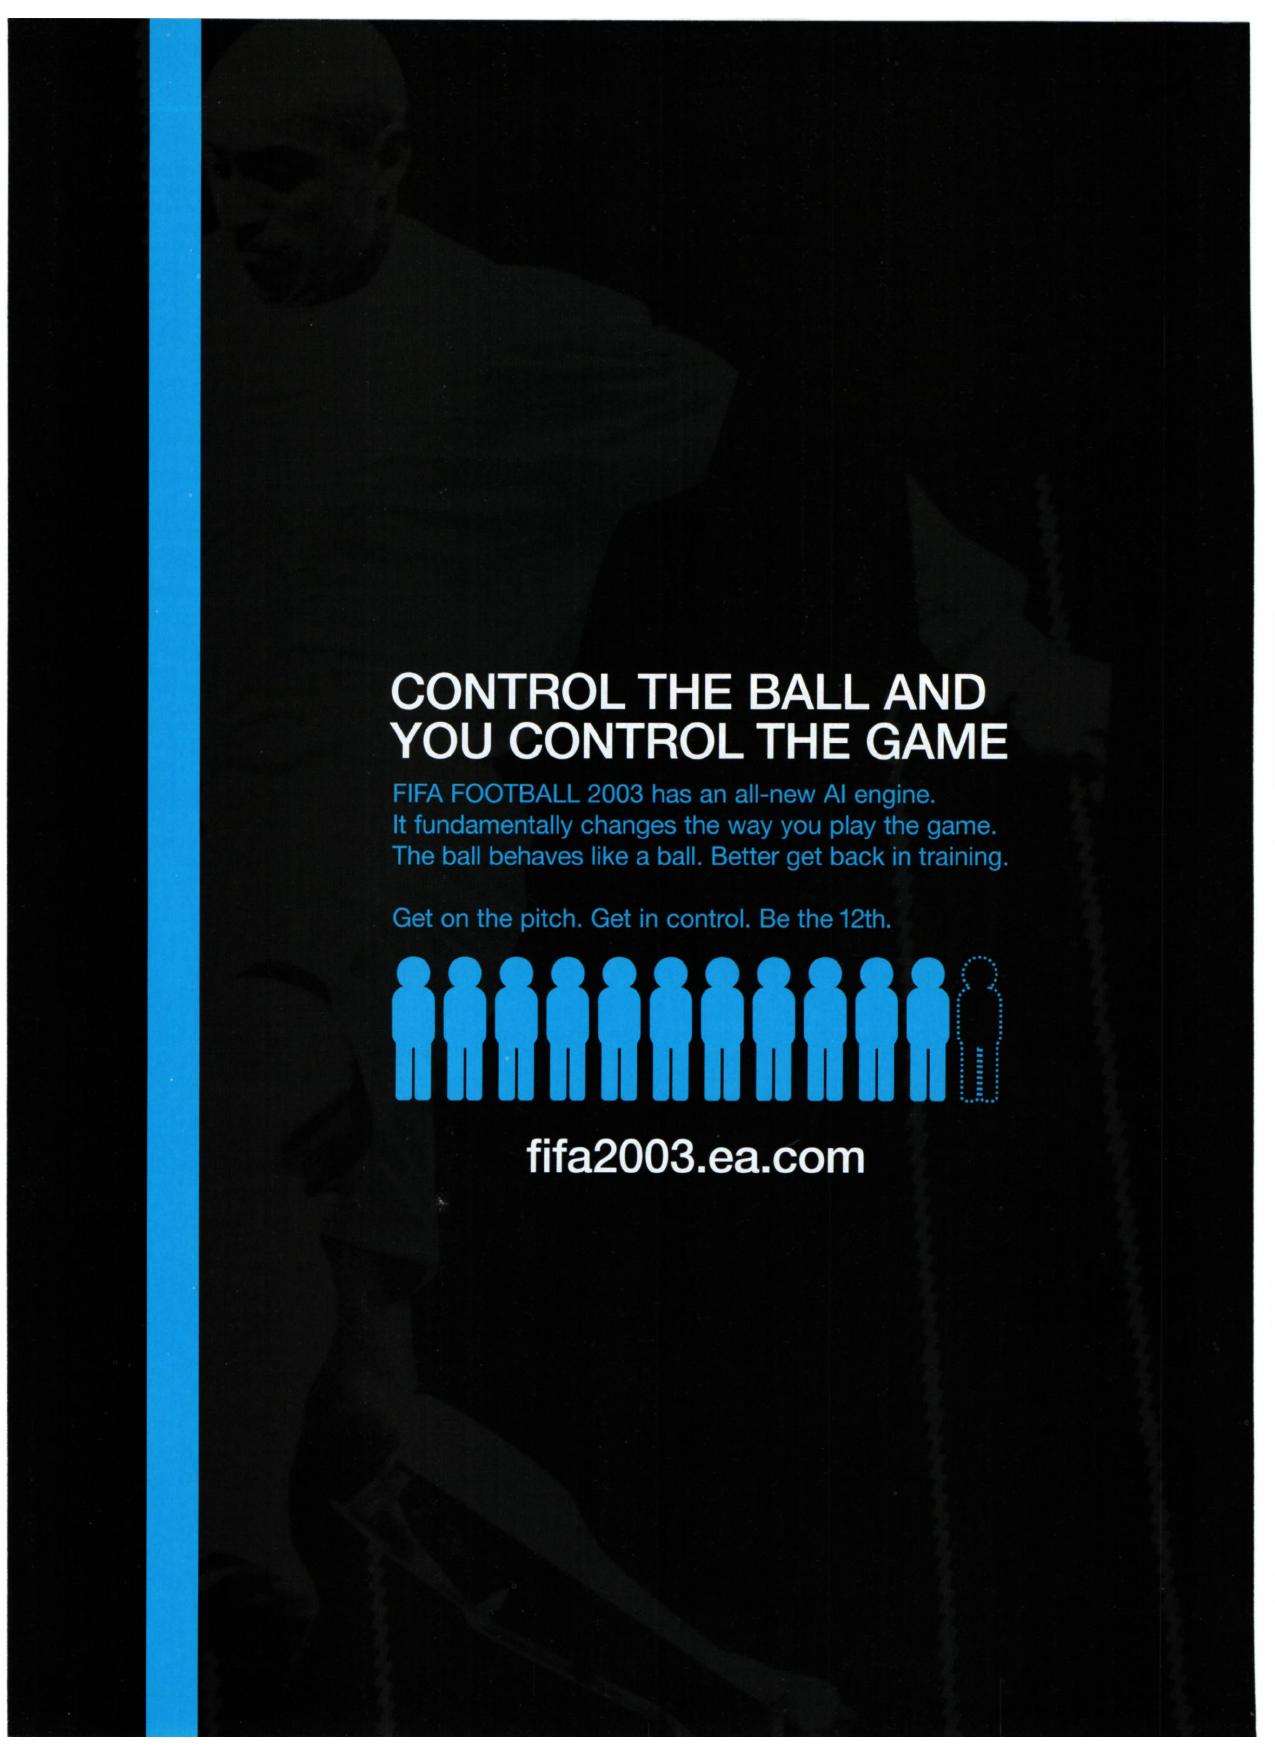 CONTROL THE BALL AND
YOU CONTROL THE GAME
FIFA FOOTBALL 2003 has an all-new AI engine.
It fundamentally changes the way you play the game.
The ball behaves like a ball. Better get back in training.
Get on the pitch. Get in control. Be the 12th.
fifa2003.ea.com